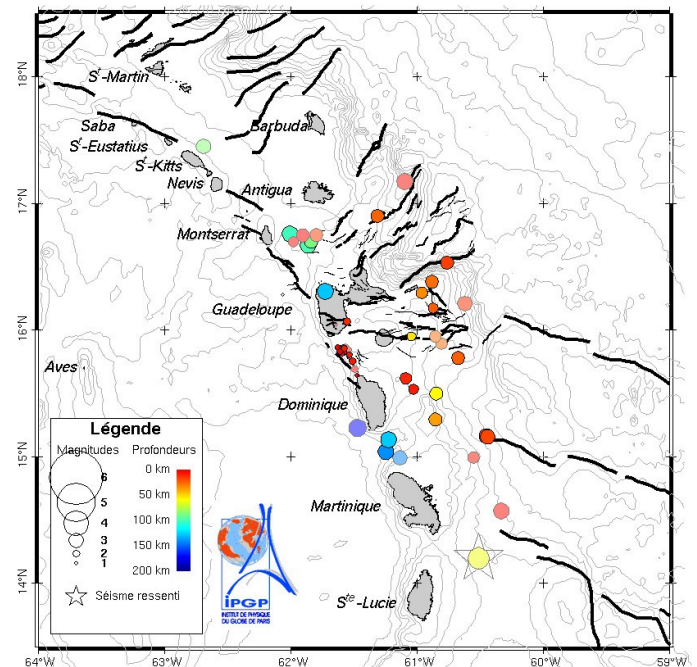 18°N
Sᵗ-Martin
Saba
Barbuda
Sᵗ-Eustatius
Sᵗ-Kitts
Nevis
Antigua
17°N
Montserrat
Guadeloupe
16°N
Aves
Dominique
Légende
Magnitudes
Profondeurs
6
5
4
3
2
1
0 km
50 km
100 km
150 km
200 km
Séisme ressenti
15°N
Martinique
IPGP
INSTITUT DE PHYSIQUE
DU GLOBE DE PARIS
14°N
Sᵗᵉ-Lucie
64°W
63°W
62°W
61°W
60°W
59°W